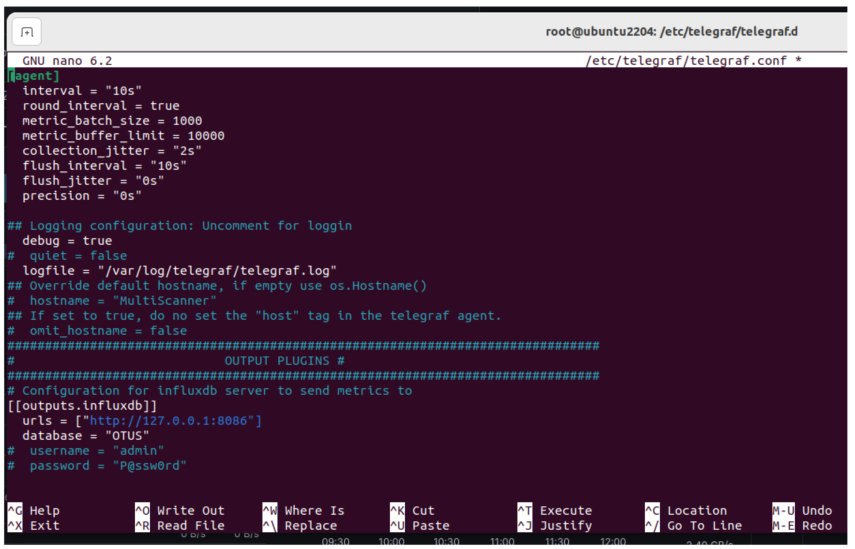 root@ubuntu2204: /etc/telegraf/telegraf.d
GNU nano 6.2 /etc/telegraf/telegraf.conf *
[agent]
interval = "10s"
round_interval = true
metric_batch_size = 1000
metric_buffer_limit = 10000
collection_jitter = "2s"
flush_interval = "10s"
flush_jitter = "0s"
precision = "0s"
## Logging configuration: Uncomment for loggin
debug = true
# quiet = false
logfile = "/var/log/telegraf/telegraf.log"
## Override default hostname, if empty use os.Hostname()
# hostname = "MultiScanner"
## If set to true, do no set the "host" tag in the telegraf agent.
# omit_hostname = false
###############################################################################
# OUTPUT PLUGINS #
###############################################################################
# Configuration for influxdb server to send metrics to
[[outputs.influxdb]]
urls = ["http://127.0.0.1:8086"]
database = "OTUS"
# username = "admin"
# password = "P@ssw0rd"
^G Help ^O Write Out ^W Where Is ^K Cut ^T Execute ^C Location M-U Undo
^X Exit ^R Read File ^\ Replace ^U Paste ^J Justify ^/ Go To Line M-E Redo
0 B/s 0 B/s 09:30 10:00 10:30 11:00 11:30 12:00